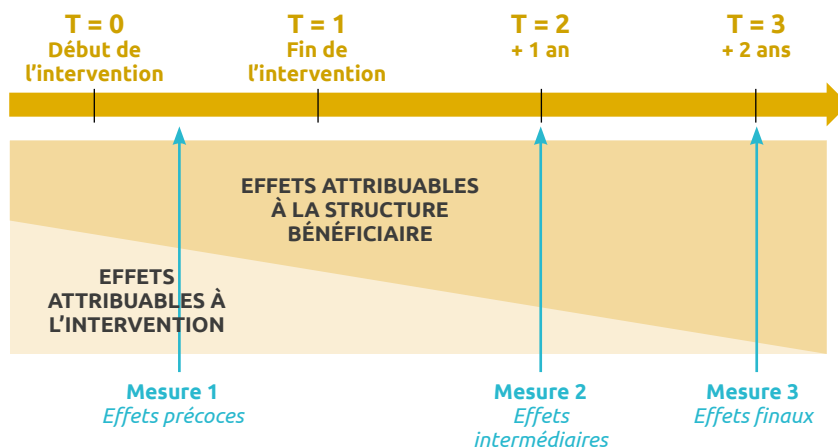 T = 0
Début de
l'intervention
T = 1
Fin de
l'intervention
T = 2
+ 1 an
T = 3
+ 2 ans
EFFETS ATTRIBUABLES
À LA STRUCTURE
BÉNÉFICIAIRE
EFFETS
ATTRIBUABLES À
L'INTERVENTION
Mesure 1
Effets précoces
Mesure 2
Effets
intermédiaires
Mesure 3
Effets finaux